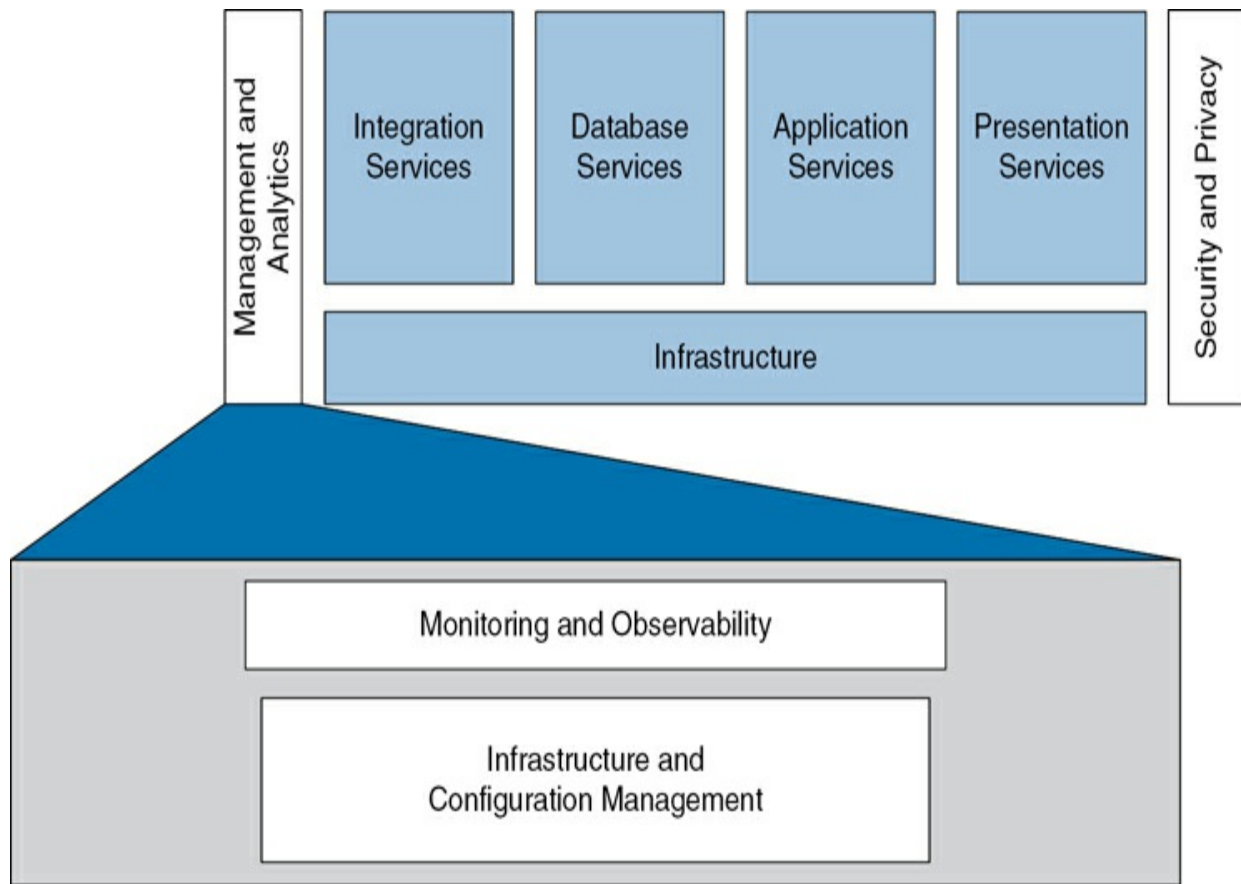 Management and
Analytics
Integration
Services
Database
Services
Application
Services
Presentation
Services
Security and Privacy
Infrastructure
Monitoring and Observability
Infrastructure and
Configuration Management